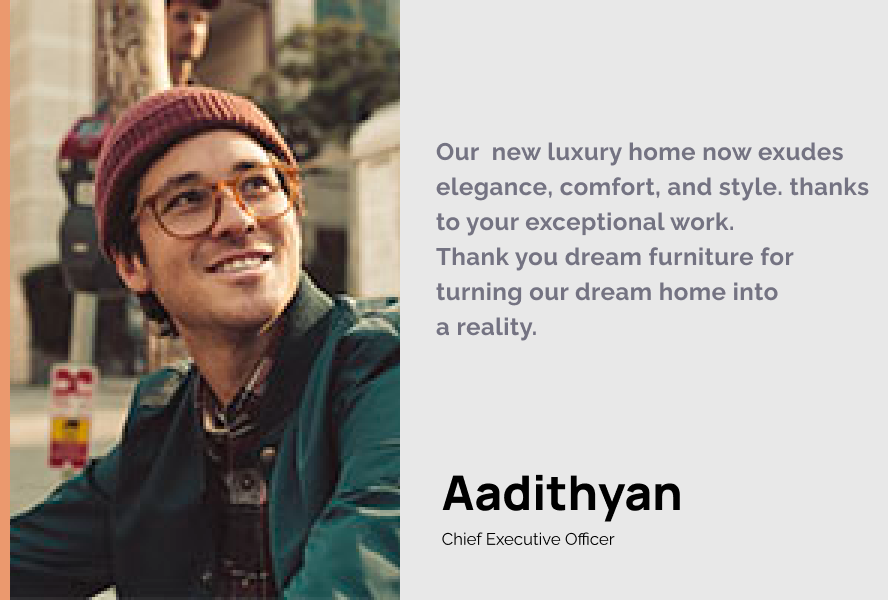 Our  new luxury home now exudes
elegance, comfort, and style. thanks
to your exceptional work.
Thank you dream furniture for
turning our dream home into
a reality.
Aadithyan
Chief Executive Officer